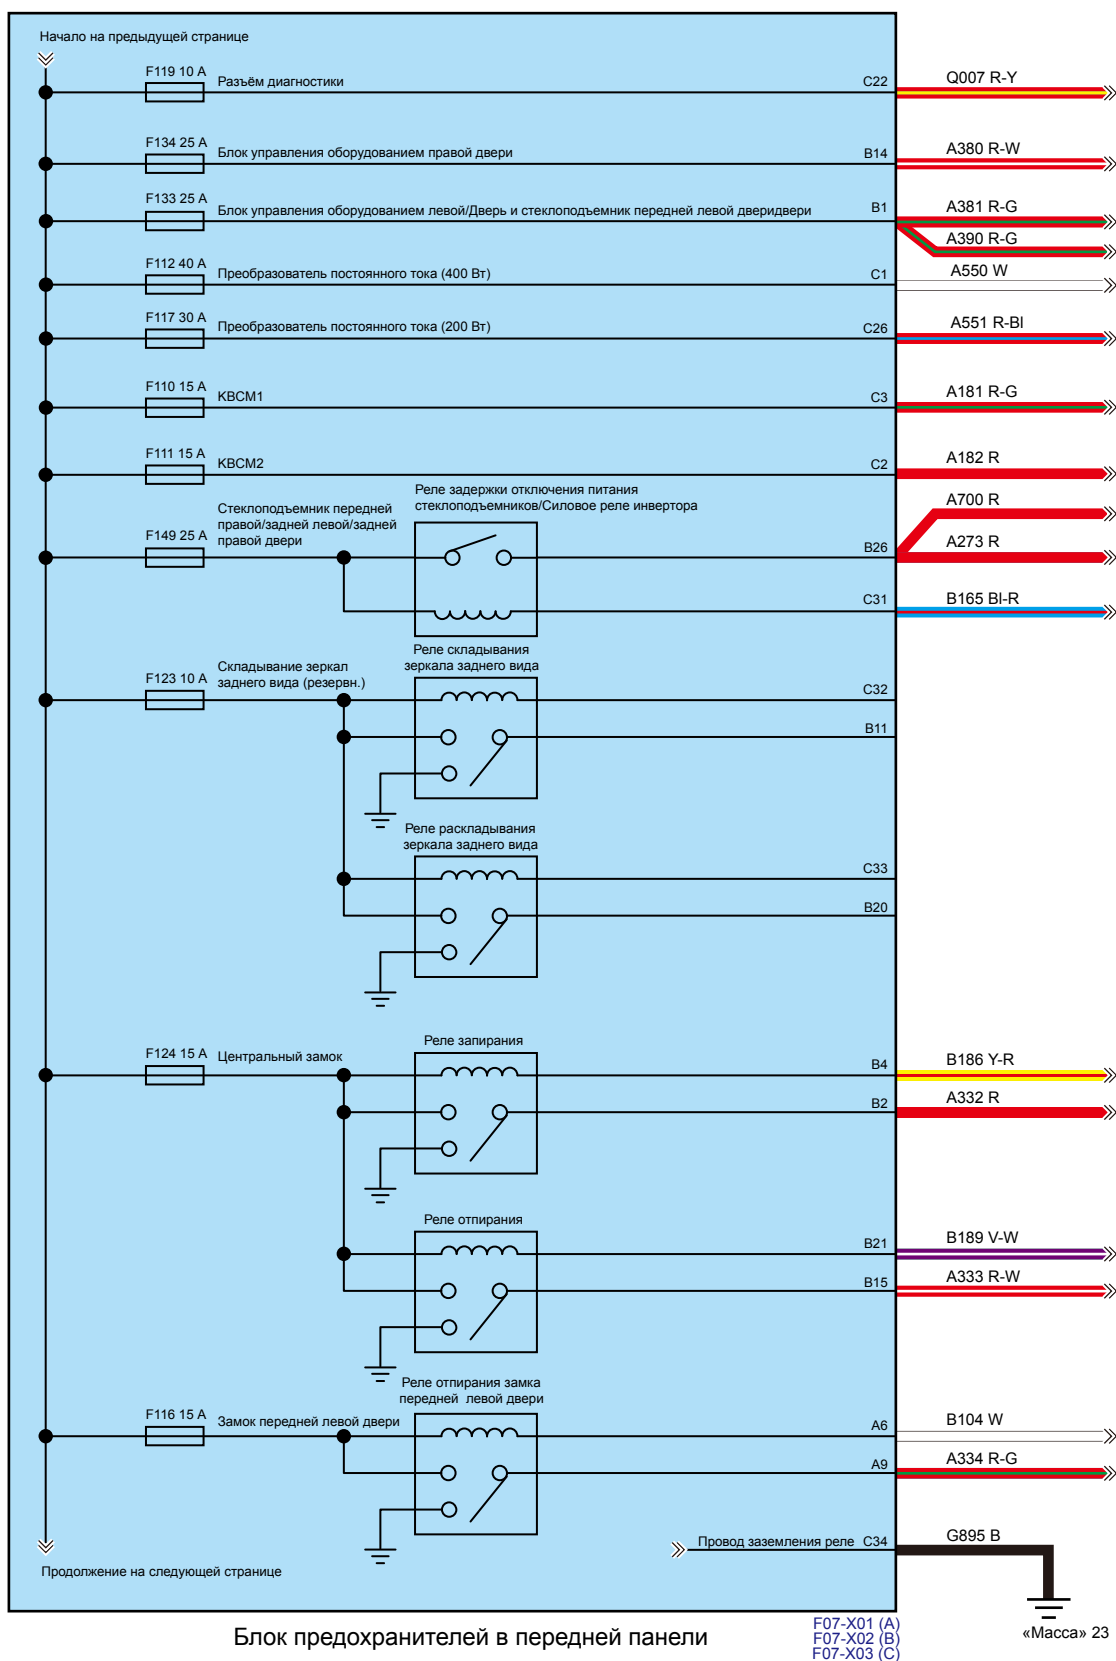 Начало на предыдущей странице
F119 10 A Разъём диагностики C22 Q007 R-Y
F134 25 A Блок управления оборудованием правой двери B14 A380 R-W
F133 25 A Блок управления оборудованием левой/Дверь и стеклоподъемник передней левой дверидвери B1 A381 R-G
A390 R-G
F112 40 A Преобразователь постоянного тока (400 Вт) C1 A550 W
F117 30 A Преобразователь постоянного тока (200 Вт) C26 A551 R-Bl
F110 15 A KBCM1 C3 A181 R-G
F111 15 A KBCM2 C2 A182 R
Реле задержки отключения питания
стеклоподъемников/Силовое реле инвертора
A700 R
Стеклоподъемник передней
правой/задней левой/задней
правой двери
F149 25 A B26 A273 R
C31 B165 Bl-R
Реле складывания
зеркала заднего вида
Складывание зеркал
заднего вида (резервн.)
F123 10 A C32
B11
Реле раскладывания
зеркала заднего вида
C33
B20
Реле запирания
F124 15 A Центральный замок B4 B186 Y-R
B2 A332 R
Реле отпирания
B21 B189 V-W
B15 A333 R-W
Реле отпирания замка
передней левой двери
F116 15 A Замок передней левой двери A6 B104 W
A9 A334 R-G
Провод заземления реле C34 G895 B
Продолжение на следующей странице
«Масса» 23
Блок предохранителей в передней панели
F07-X01 (A)
F07-X02 (B)
F07-X03 (C)